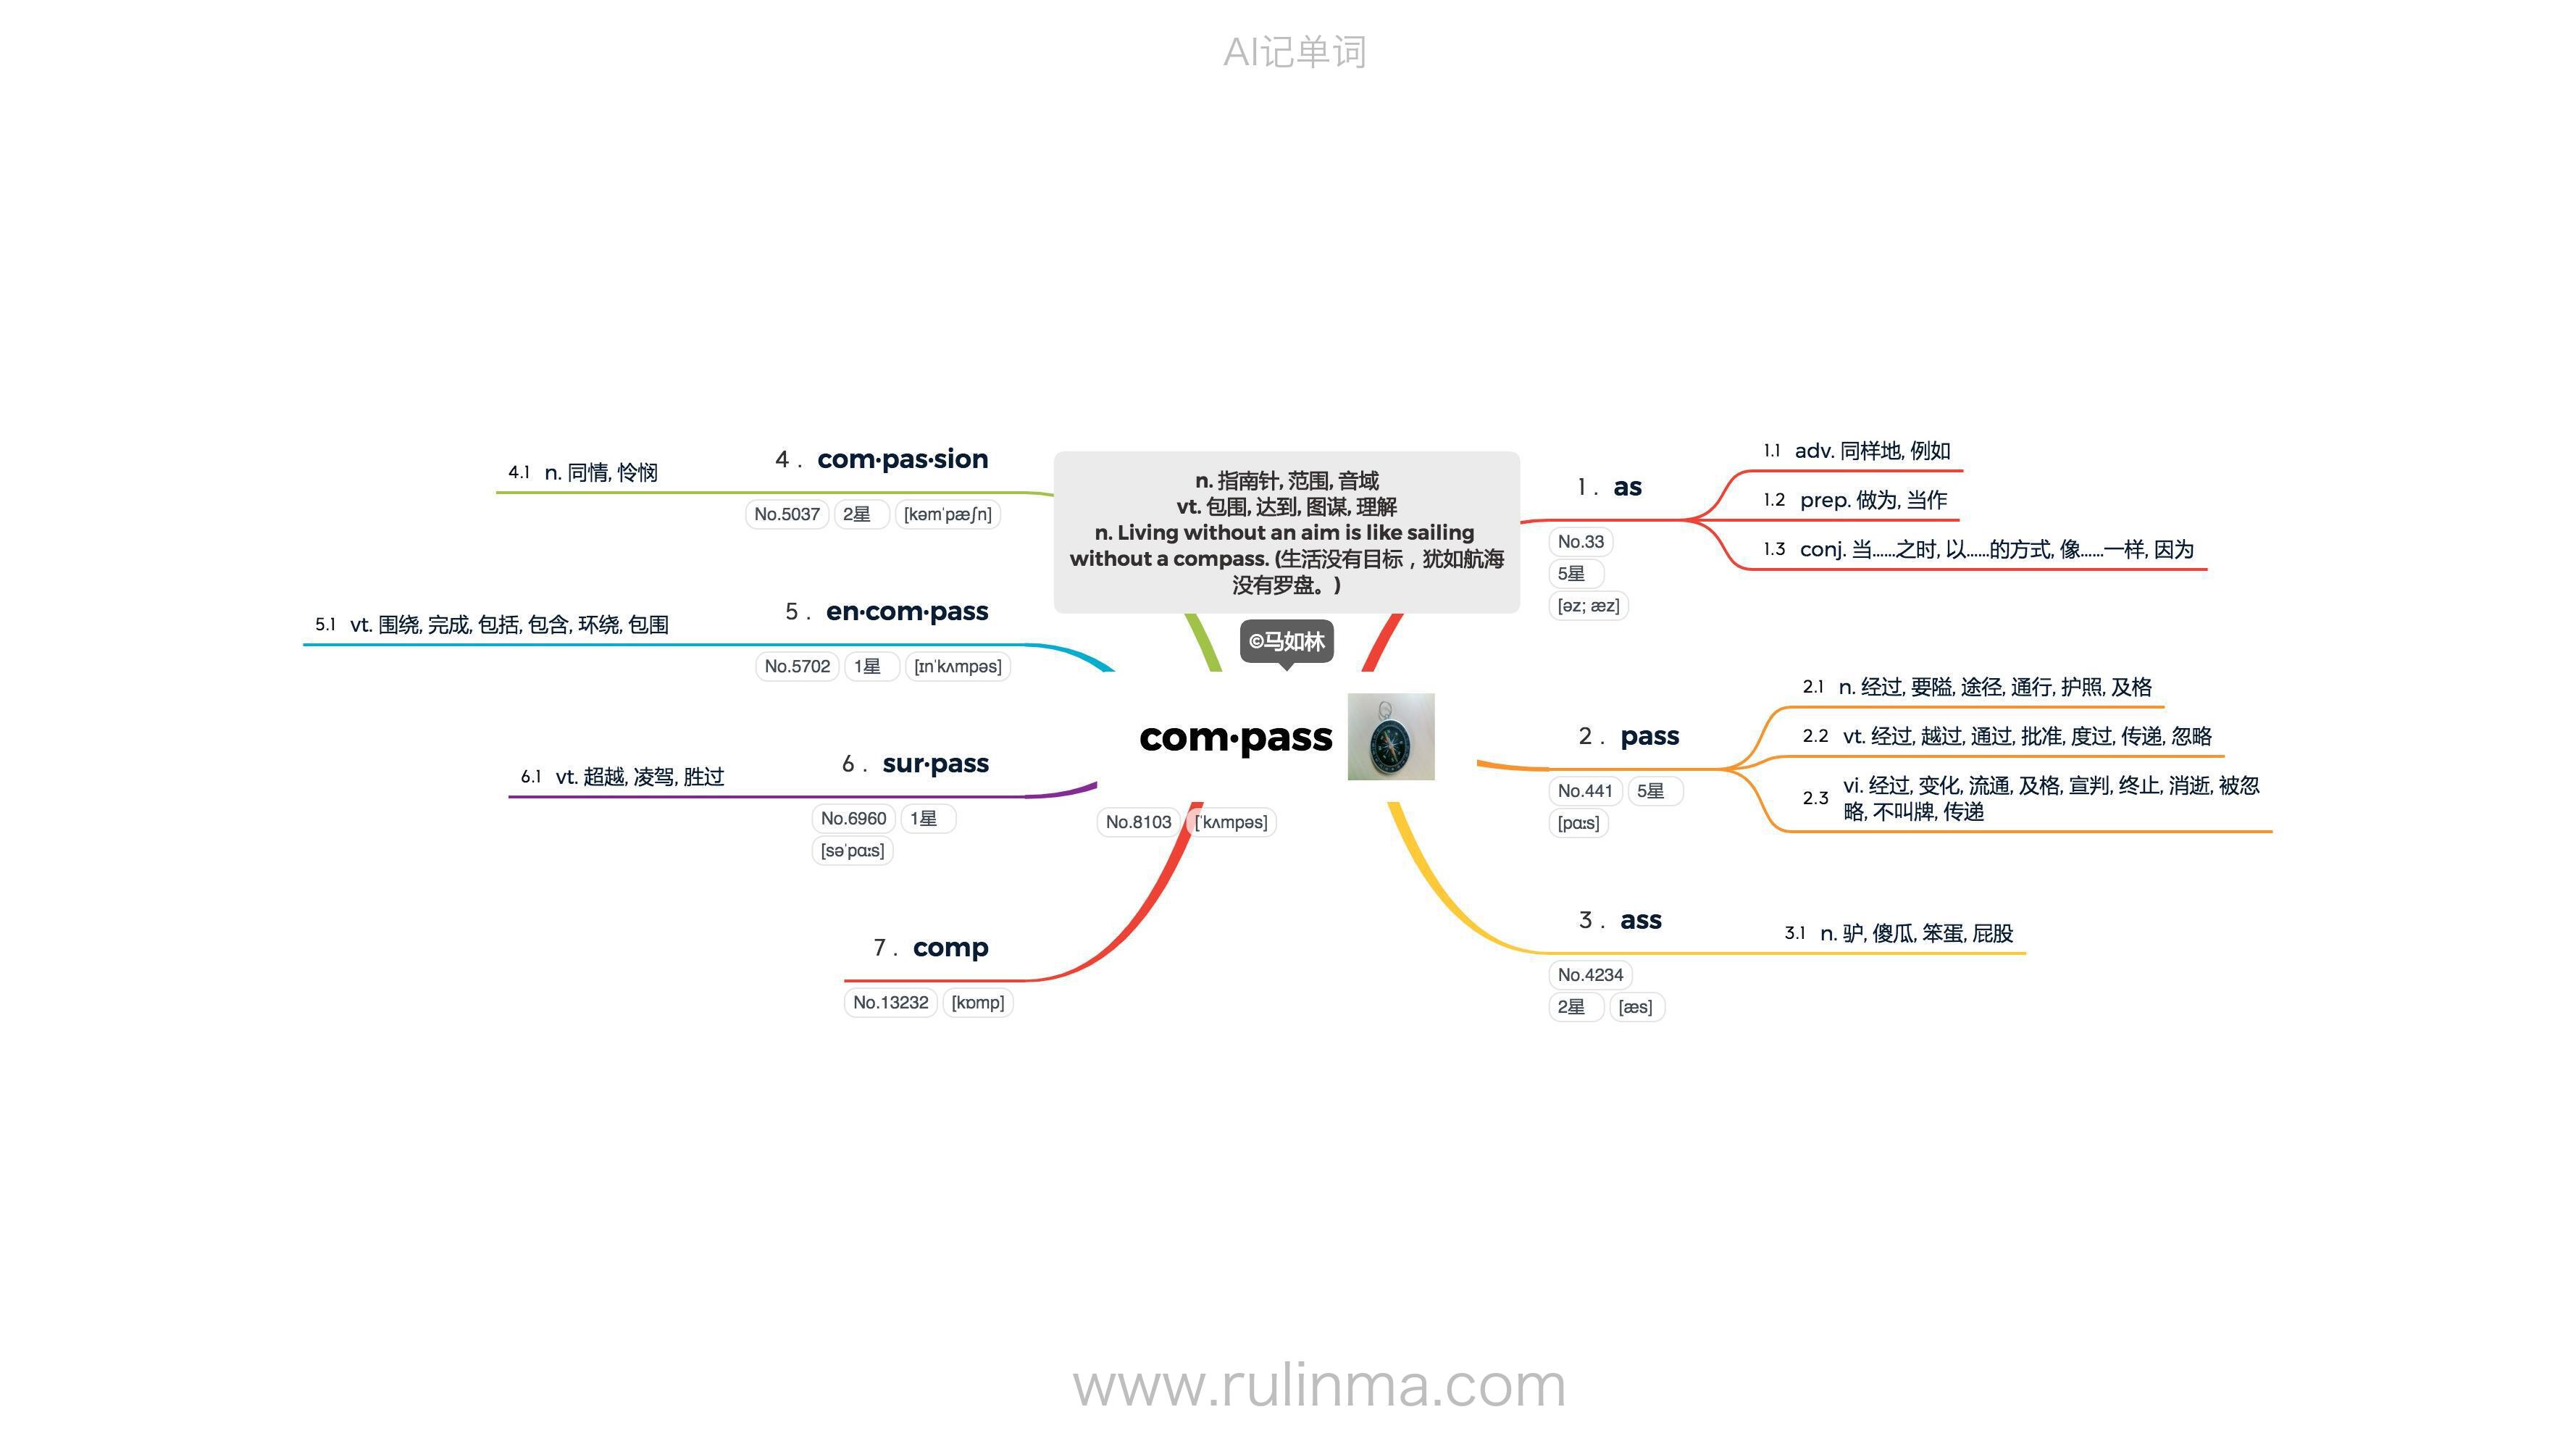 AI记单词
n. 指南针, 范围, 音域
vt. 包围, 达到, 图谋, 理解
n. Living without an aim is like sailing
without a compass. (生活没有目标，犹如航海
没有罗盘。)
©马如林
com·pass
No.8103 [ˈkʌmpəs]
1. as
No.33
5星
[əz; æz]
1.1 adv. 同样地, 例如
1.2 prep. 做为, 当作
1.3 conj. 当……之时, 以……的方式, 像……一样, 因为
2. pass
No.441 5星
[pɑːs]
2.1 n. 经过, 要隘, 途径, 通行, 护照, 及格
2.2 vt. 经过, 越过, 通过, 批准, 度过, 传递, 忽略
2.3 vi. 经过, 变化, 流通, 及格, 宣判, 终止, 消逝, 被忽
略, 不叫牌, 传递
3. ass
No.4234
2星 [æs]
3.1 n. 驴, 傻瓜, 笨蛋, 屁股
4. com·pas·sion
No.5037 2星 [kəmˈpæʃn]
4.1 n. 同情, 怜悯
5. en·com·pass
No.5702 1星 [ɪnˈkʌmpəs]
5.1 vt. 围绕, 完成, 包括, 包含, 环绕, 包围
6. sur·pass
No.6960 1星
[səˈpɑːs]
6.1 vt. 超越, 凌驾, 胜过
7. comp
No.13232 [kɒmp]
www.rulinma.com